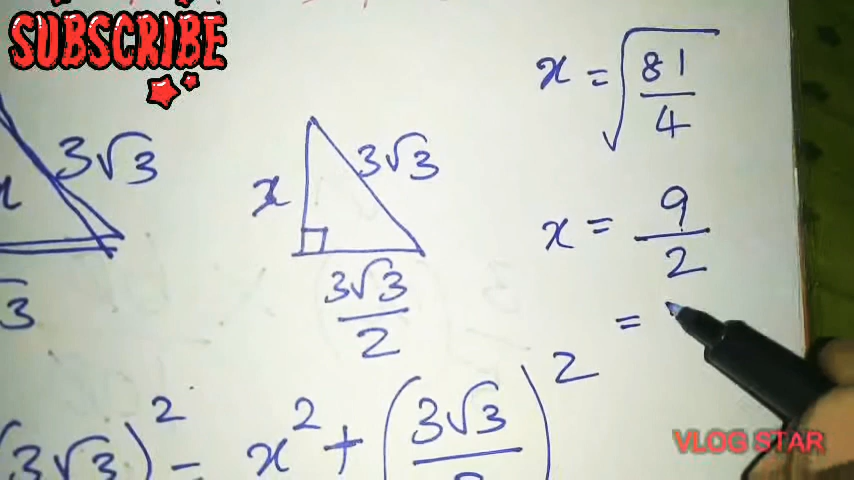 SUBSCRIBE
x = √(81/4)
3√3
x
3√3
x
x = 9/2
3√3/2
√3
=
(3√3)² = x² + (3√3/2)²
VLOG STAR